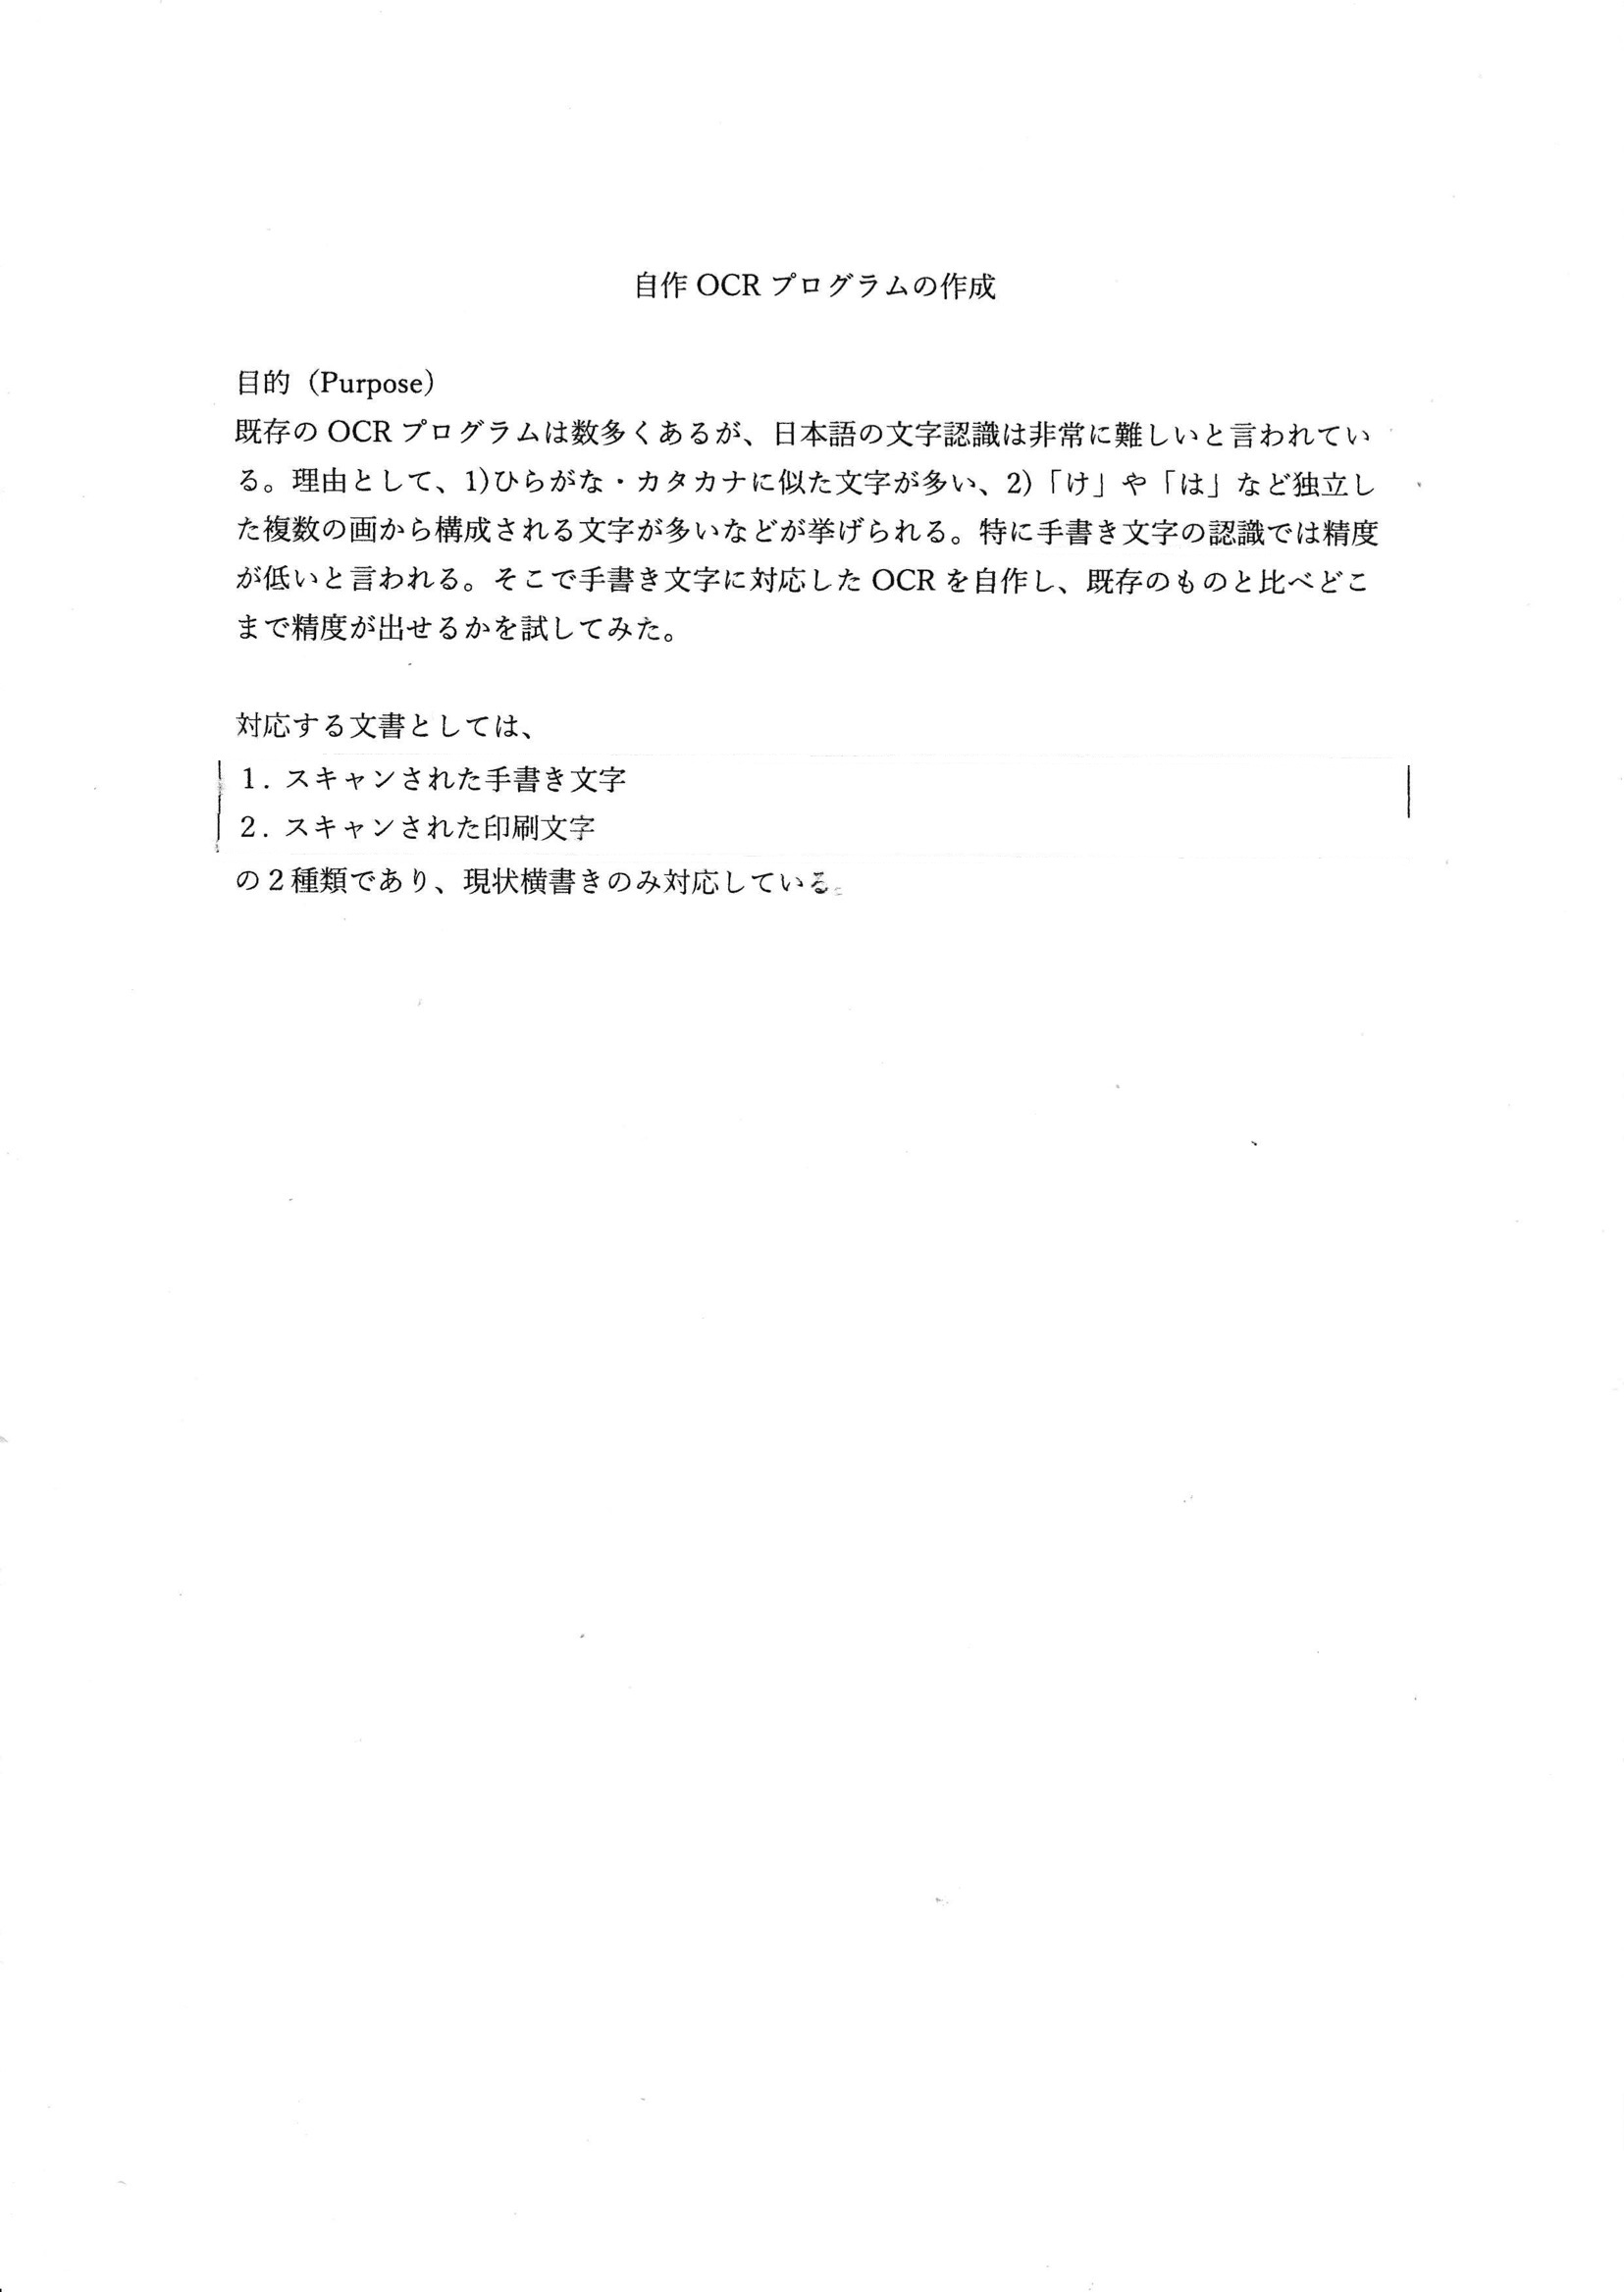 自作 OCR プログラムの作成
目的（Purpose）
既存の OCR プログラムは数多くあるが、日本語の文字認識は非常に難しいと言われてい
る。理由として、1)ひらがな・カタカナに似た文字が多い、2)「け」や「は」など独立し
た複数の画から構成される文字が多いなどが挙げられる。特に手書き文字の認識では精度
が低いと言われる。そこで手書き文字に対応した OCR を自作し、既存のものと比べどこ
まで精度が出せるかを試してみた。
対応する文書としては、
1. スキャンされた手書き文字
2. スキャンされた印刷文字
の２種類であり、現状横書きのみ対応している。